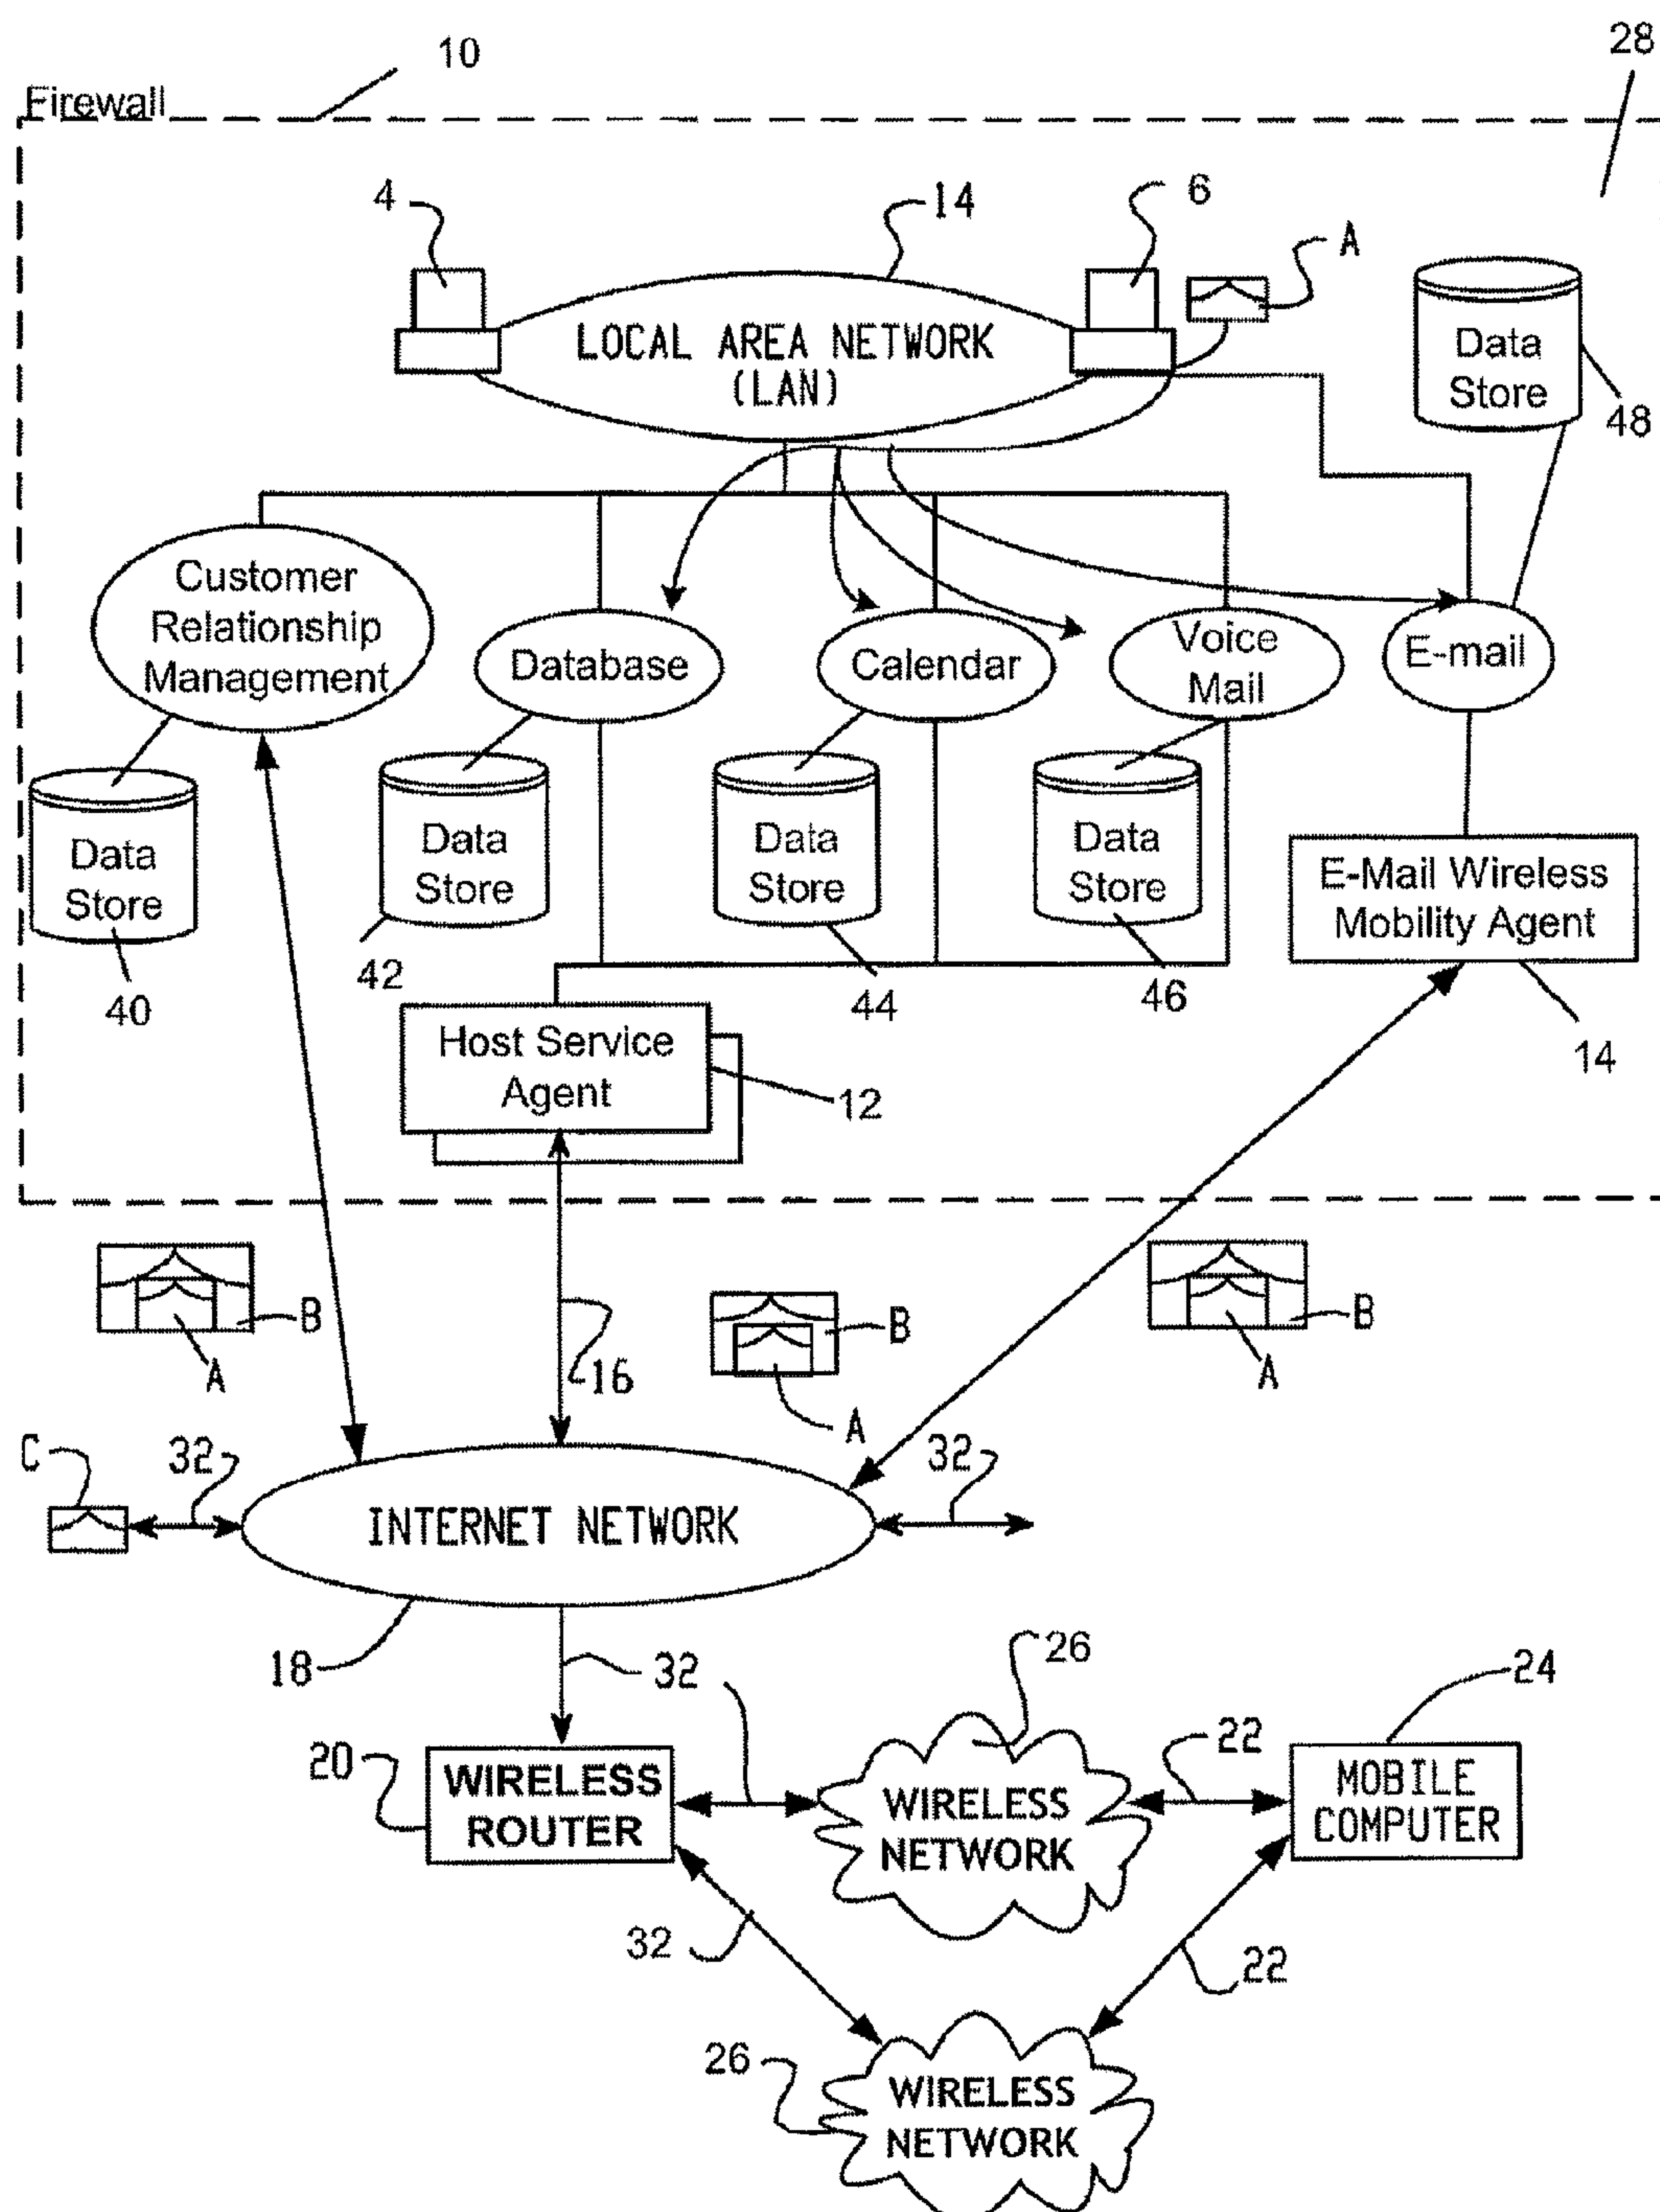 10
28
Firewall
4
14
6
A
LOCAL AREA NETWORK
(LAN)
Data
Store
48
Customer
Relationship
Management
Database
Calendar
Voice
Mail
E-mail
Data
Store
40
Data
Store
42
Data
Store
44
Data
Store
46
E-Mail Wireless
Mobility Agent
14
Host Service
Agent
12
B
A
16
B
A
B
A
C
32
INTERNET NETWORK
32
18
32
26
24
20
WIRELESS
ROUTER
WIRELESS
NETWORK
22
MOBILE
COMPUTER
32
22
26
WIRELESS
NETWORK